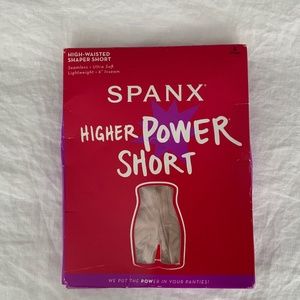 HIGH-WAISTED
SHAPER SHORT
Seamless • Ultra Soft
Lightweight • 6" Inseam
SPANX®
HIGHER POWER
SHORT
WE PUT THE POWER IN YOUR PANTIES!